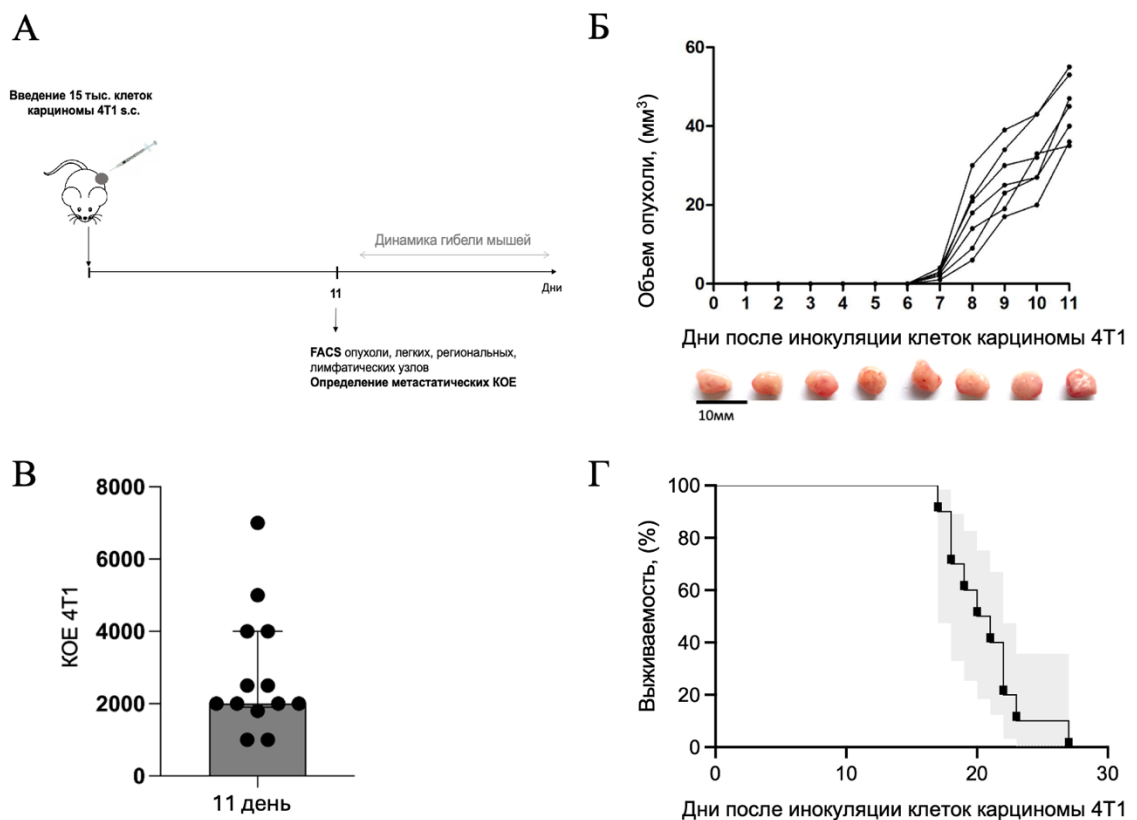 А
Введение 15 тыс. клеток
карциномы 4T1 s.c.
Динамика гибели мышей
11
Дни
FACS опухоли, легких, региональных,
лимфатических узлов
Определение метастатических КОЕ
Б
Объем опухоли, (мм³)
60
40
20
0
0 1 2 3 4 5 6 7 8 9 10 11
Дни после инокуляции клеток карциномы 4T1
10мм
В
КОЕ 4T1
8000
6000
4000
2000
0
11 день
Г
Выживаемость, (%)
100
80
60
40
20
0
0 10 20 30
Дни после инокуляции клеток карциномы 4T1